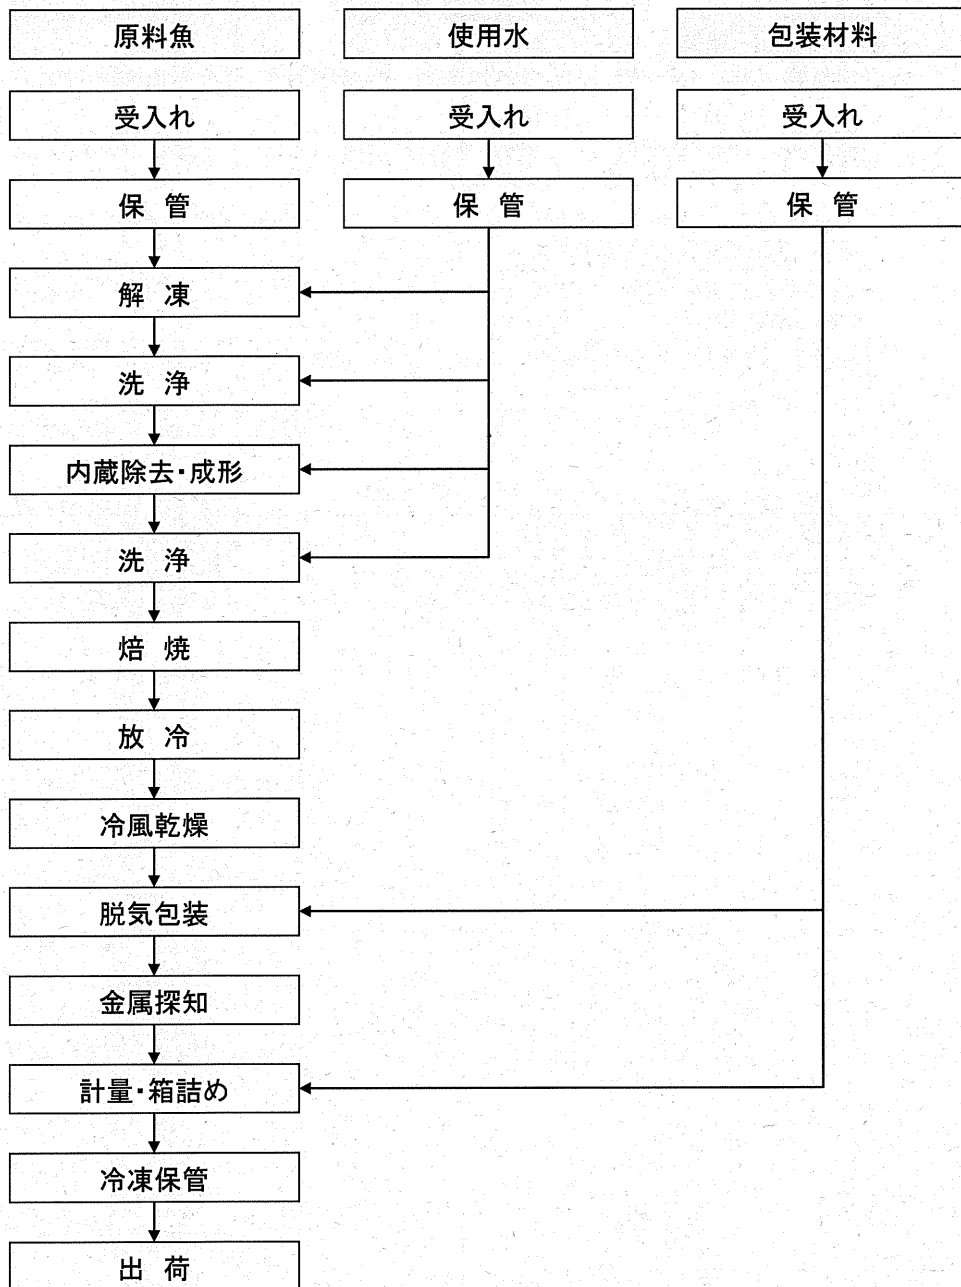 原料魚
使用水
包装材料
受入れ
受入れ
受入れ
保 管
保 管
保 管
解 凍
洗 浄
内蔵除去・成形
洗 浄
焙 焼
放 冷
冷風乾燥
脱気包装
金属探知
計量・箱詰め
冷凍保管
出 荷